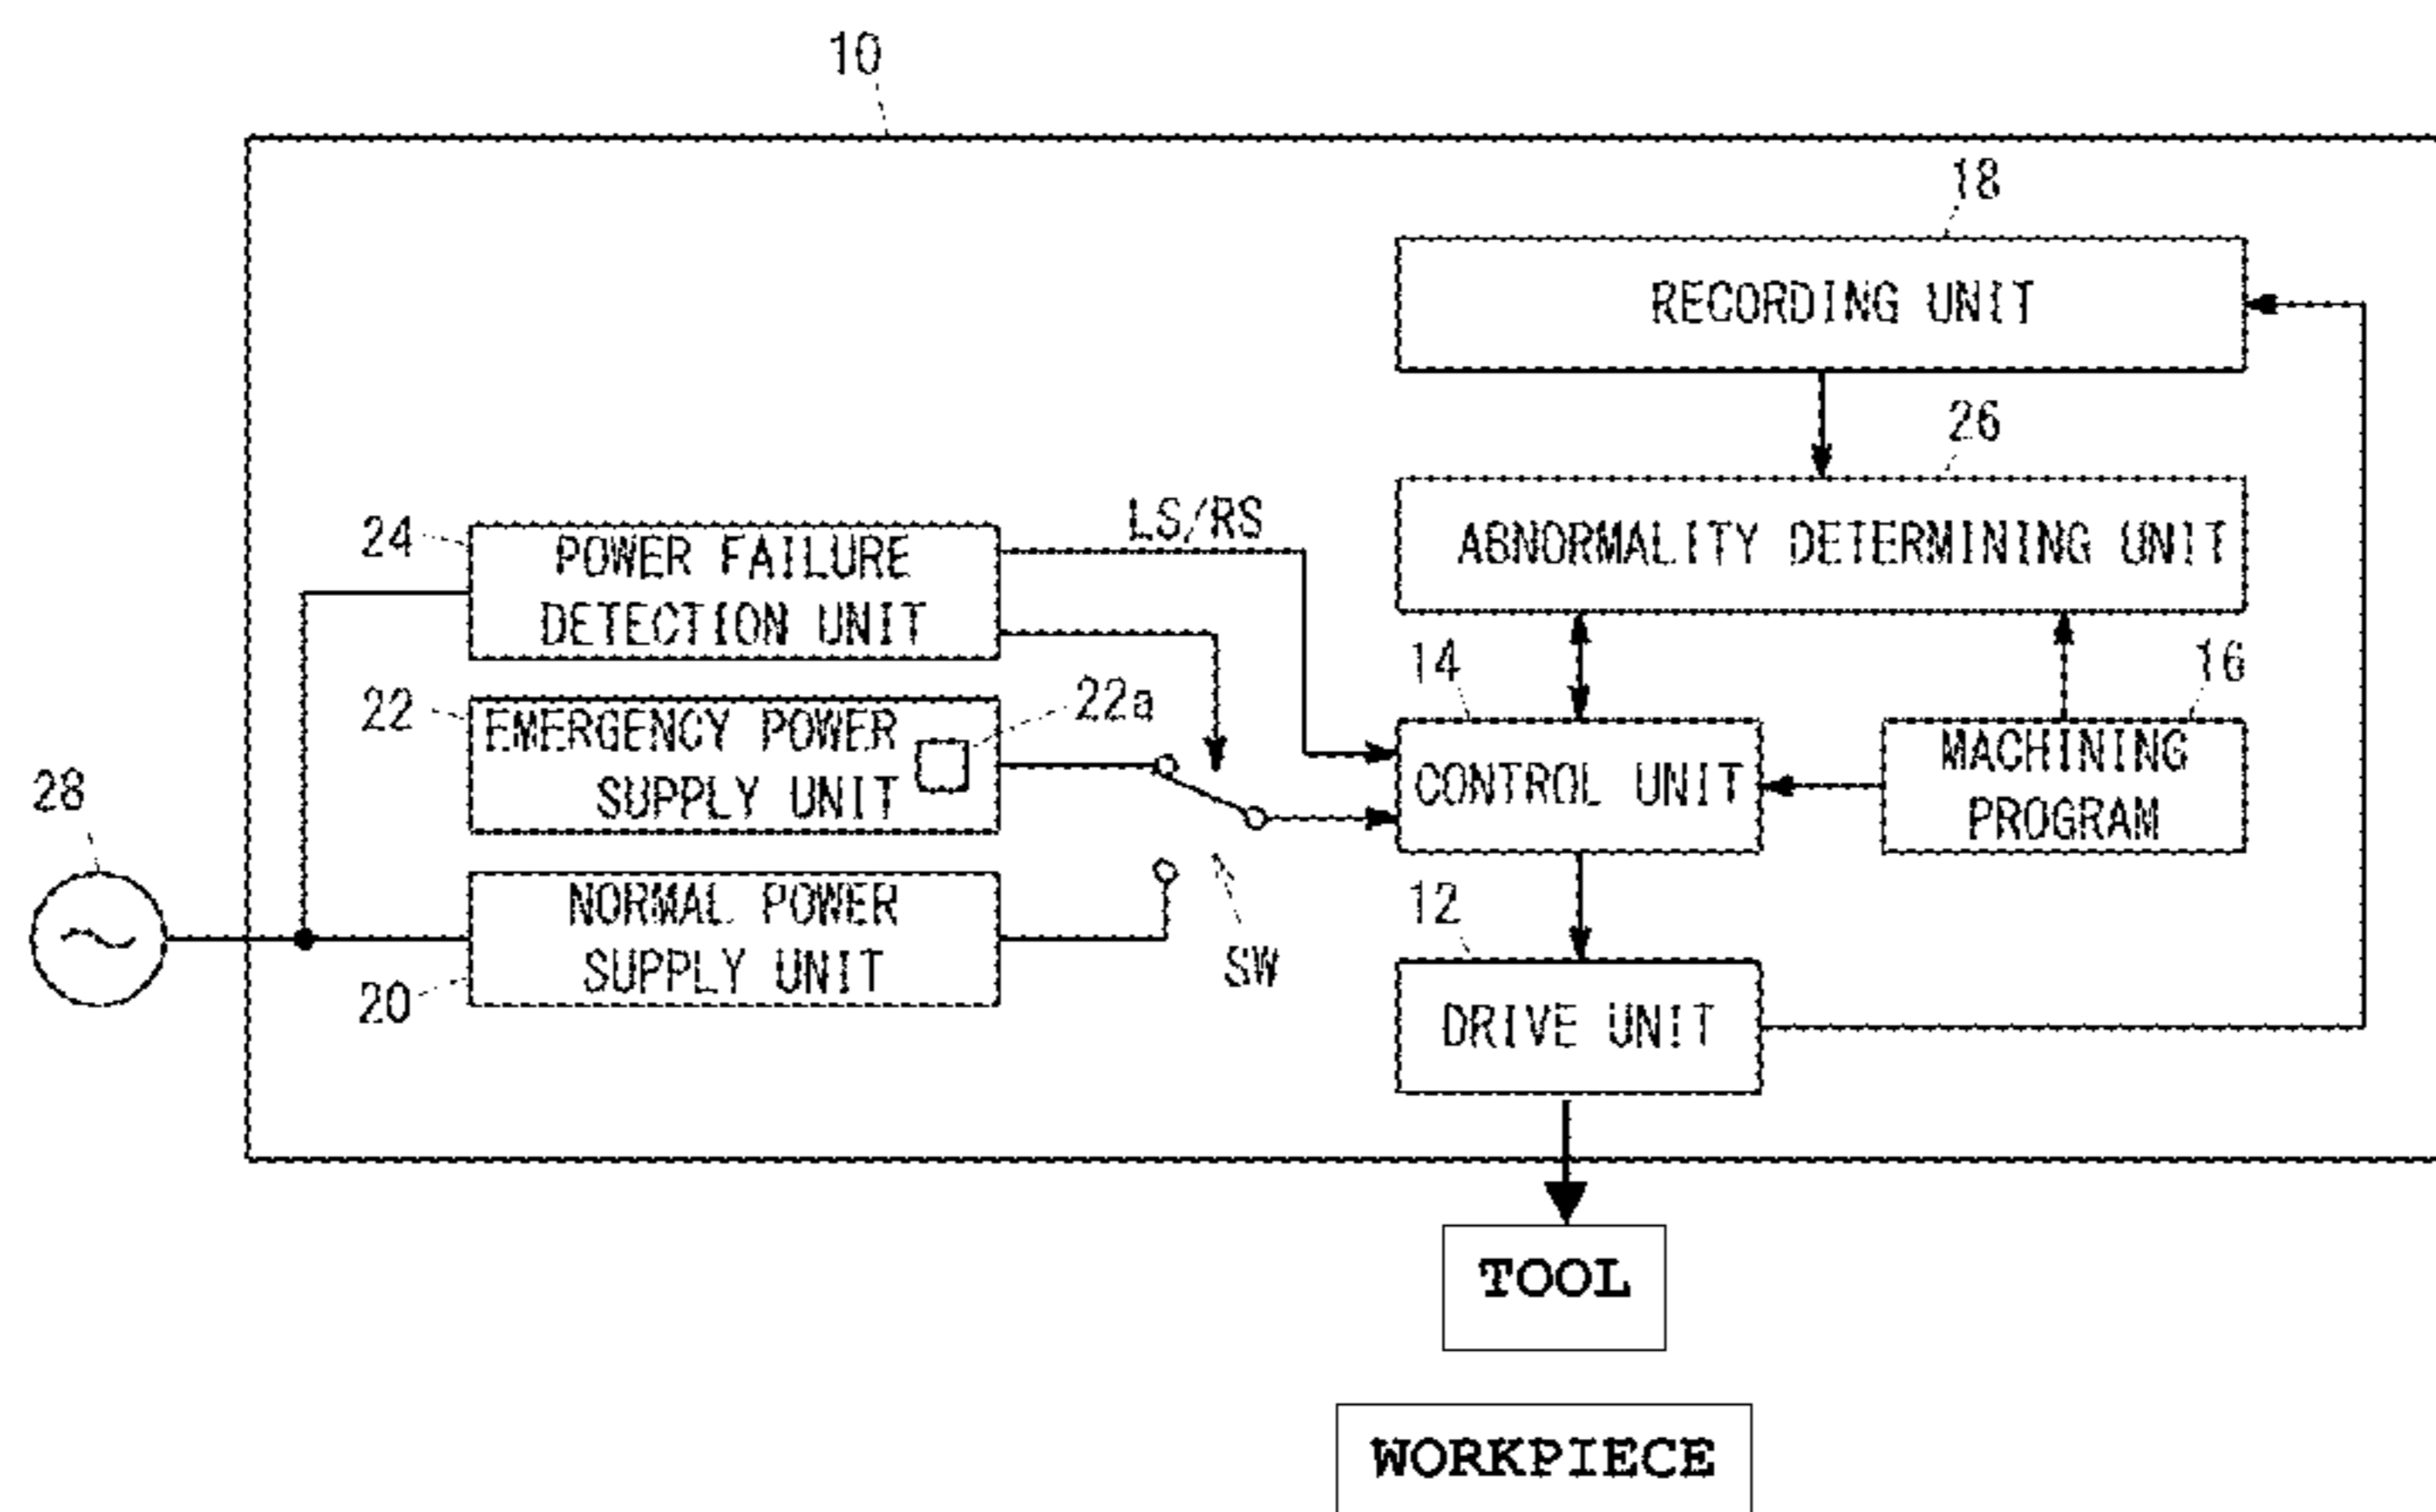 10
18
RECORDING UNIT
26
ABNORMALITY DETERMINING UNIT
LS/RS
24
POWER FAILURE
DETECTION UNIT
22
EMERGENCY POWER
SUPPLY UNIT
22a
14
CONTROL UNIT
16
MACHINING
PROGRAM
28
NORMAL POWER
SUPPLY UNIT
20
SW
12
DRIVE UNIT
TOOL
WORKPIECE